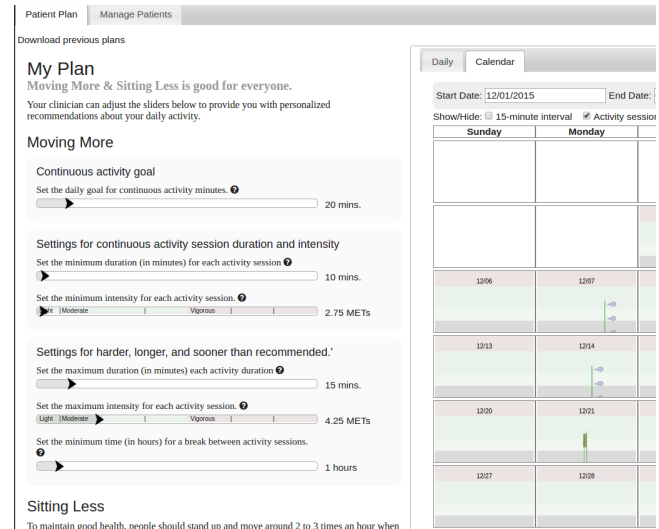 Patient Plan
Manage Patients
Download previous plans
My Plan
Moving More & Sitting Less is good for everyone.
Your clinician can adjust the sliders below to provide you with personalized
recommendations about your daily activity.
Moving More
Continuous activity goal
Set the daily goal for continuous activity minutes.
20 mins.
Settings for continuous activity session duration and intensity
Set the minimum duration (in minutes) for each activity session
10 mins.
Set the minimum intensity for each activity session.
|Moderate | Vigorous | |
2.75 METs
Settings for harder, longer, and sooner than recommended.'
Set the maximum duration (in minutes) each activity duration
15 mins.
Set the maximum intensity for each activity session.
Light |Moderate Vigorous | |
4.25 METs
Set the minimum time (in hours) for a break between activity sessions.
1 hours
Sitting Less
To maintain good health, people should stand up and move around 2 to 3 times an hour when
Daily
Calendar
Start Date: 12/01/2015 End Date:
Show/Hide: 15-minute interval Activity session
Sunday Monday
12/06 12/07
12/13 12/14
12/20 12/21
12/27 12/28